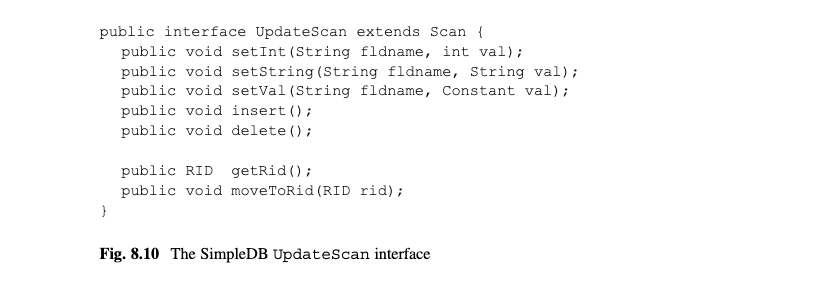 public interface UpdateScan extends Scan {
public void setInt(String fldname, int val);
public void setString(String fldname, String val);
public void setVal(String fldname, Constant val);
public void insert();
public void delete();
public RID getRid();
public void moveToRid(RID rid);
}
Fig. 8.10 The SimpleDB UpdateScan interface